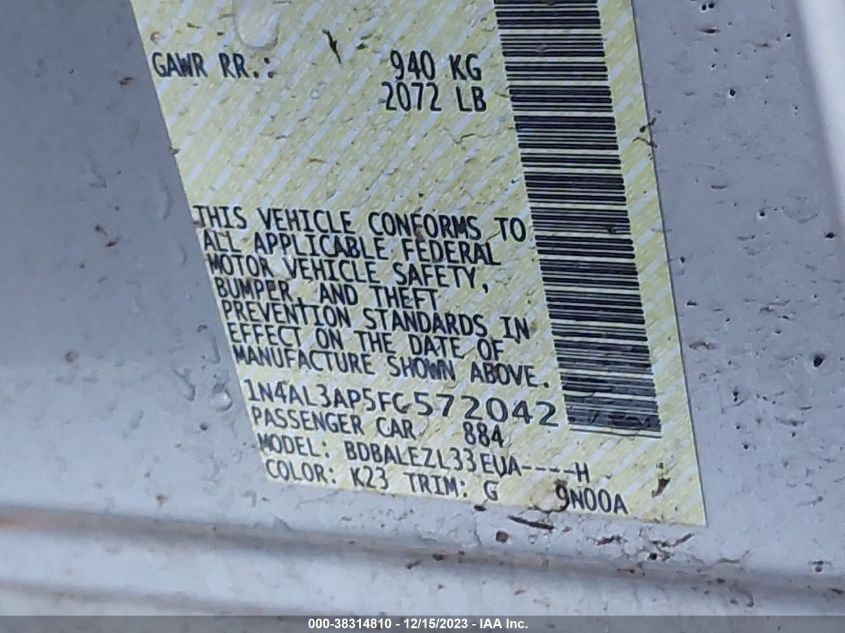 GAWR RR.: 940 KG
2072 LB
THIS VEHICLE CONFORMS TO
ALL APPLICABLE FEDERAL
MOTOR VEHICLE SAFETY,
BUMPER, AND THEFT
PREVENTION STANDARDS IN
EFFECT ON THE DATE OF
MANUFACTURE SHOWN ABOVE.
1N4AL3AP5FC572042
PASSENGER CAR 884
MODEL: BDBALEZL33EUA----H
COLOR: K23 TRIM: G 9N00A
000-38314810 - 12/15/2023 - IAA Inc.